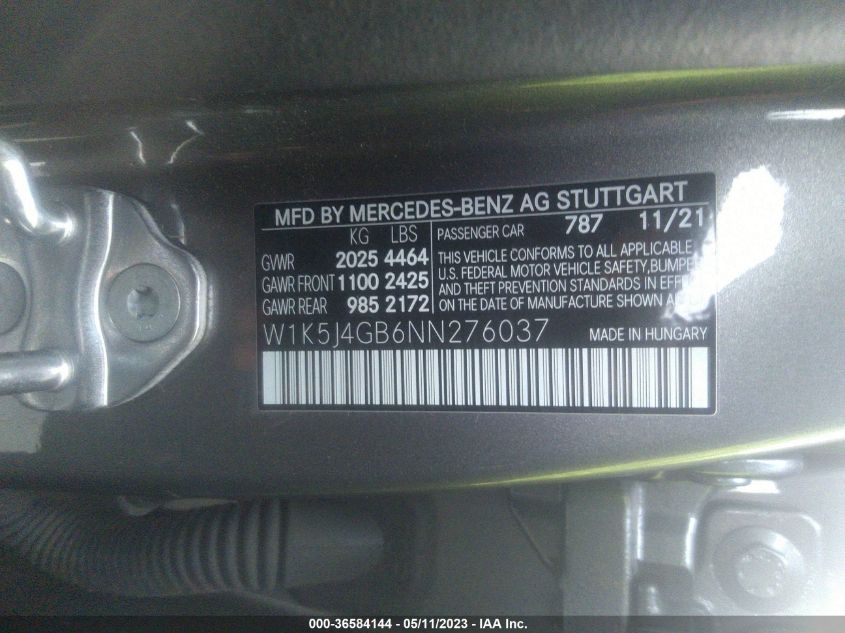 MFD BY MERCEDES-BENZ AG STUTTGART
KG LBS
GVWR 2025 4464
GAWR FRONT 1100 2425
GAWR REAR 985 2172
PASSENGER CAR 787 11/21
THIS VEHICLE CONFORMS TO ALL APPLICABLE
U.S. FEDERAL MOTOR VEHICLE SAFETY, BUMPER
AND THEFT PREVENTION STANDARDS IN EFFECT
ON THE DATE OF MANUFACTURE SHOWN
W1K5J4GB6NN276037
MADE IN HUNGARY
000-36584144 - 05/11/2023 - IAA Inc.